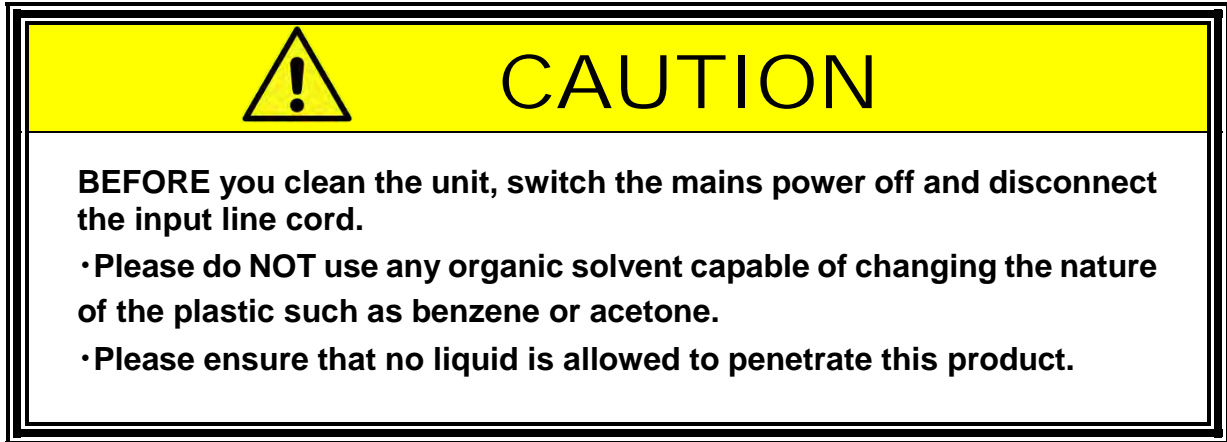 CAUTION
BEFORE you clean the unit, switch the mains power off and disconnect
the input line cord.
・Please do NOT use any organic solvent capable of changing the nature
of the plastic such as benzene or acetone.
・Please ensure that no liquid is allowed to penetrate this product.